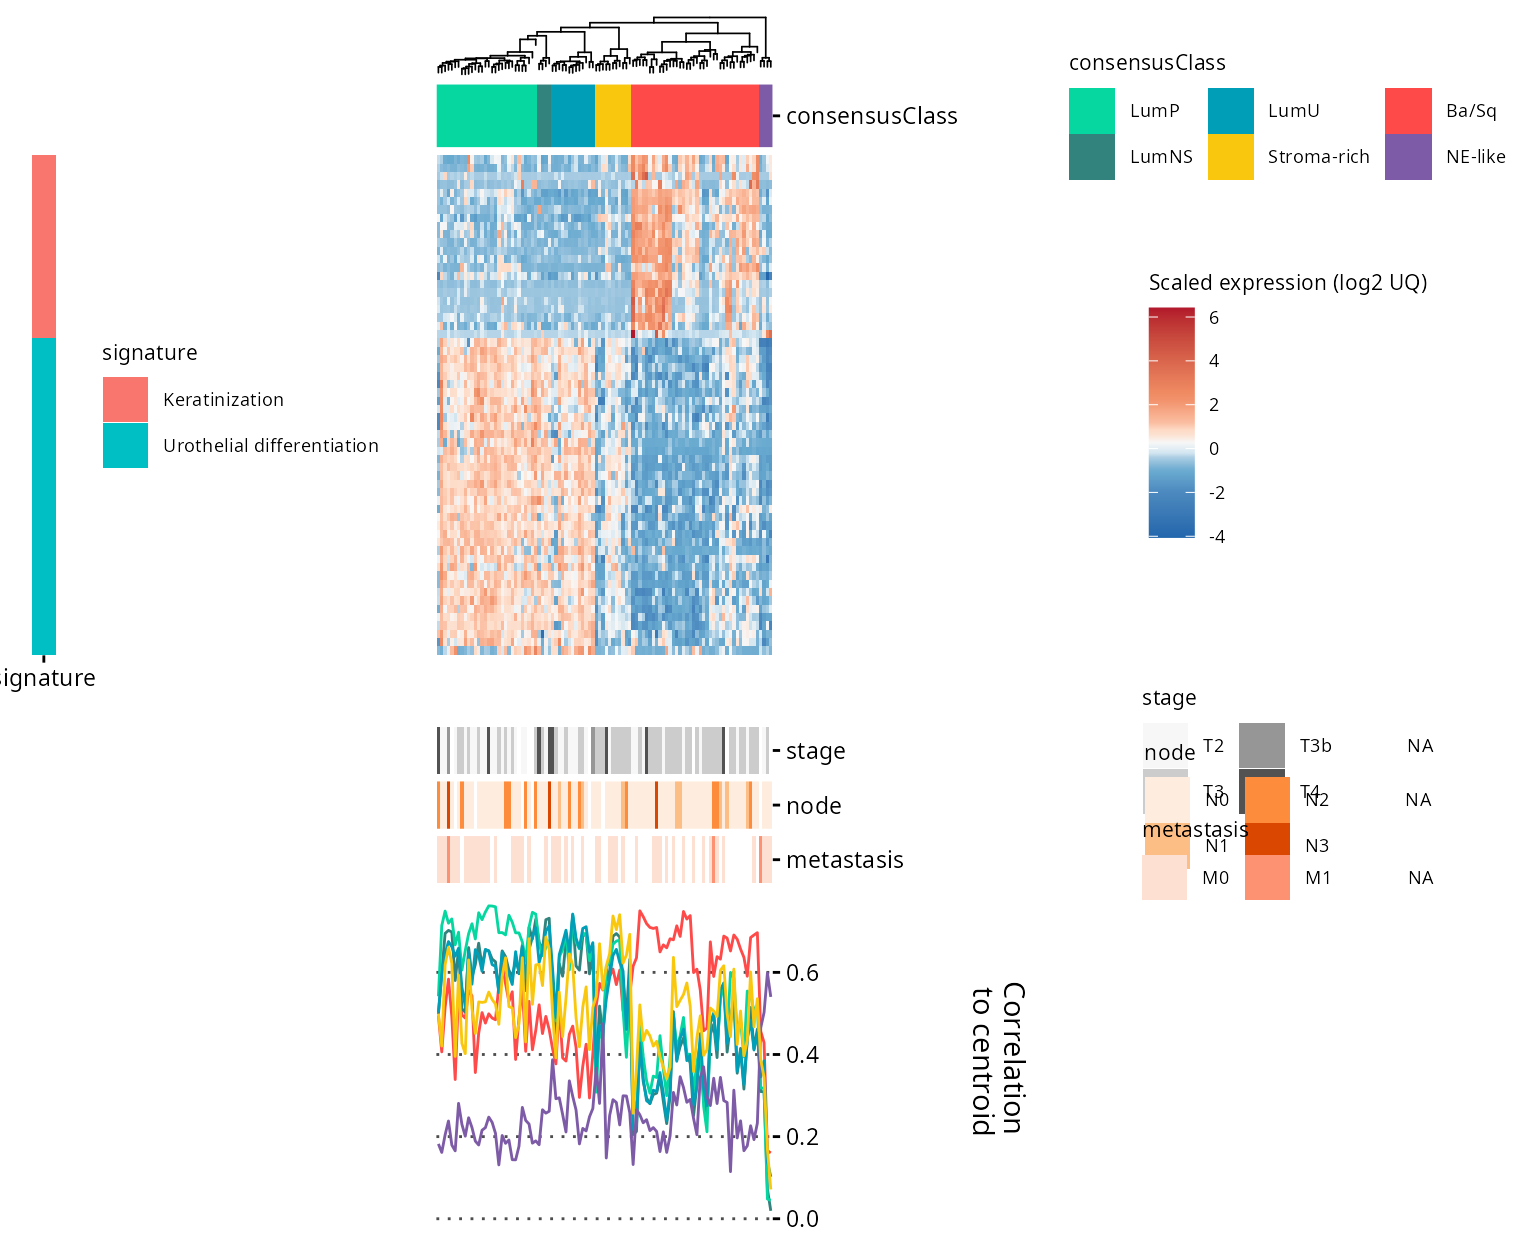 consensusClass
consensusClass
LumP
LumU
Ba/Sq
LumNS
Stroma-rich
NE-like
Scaled expression (log2 UQ)
6
4
2
0
-2
-4
signature
Keratinization
Urothelial differentiation
signature
stage
node
metastasis
stage
T2
T3b
NA
T3
T4
node
N0
N2
NA
N1
N3
metastasis
M0
M1
NA
0.6
0.4
0.2
0.0
Correlation
to centroid